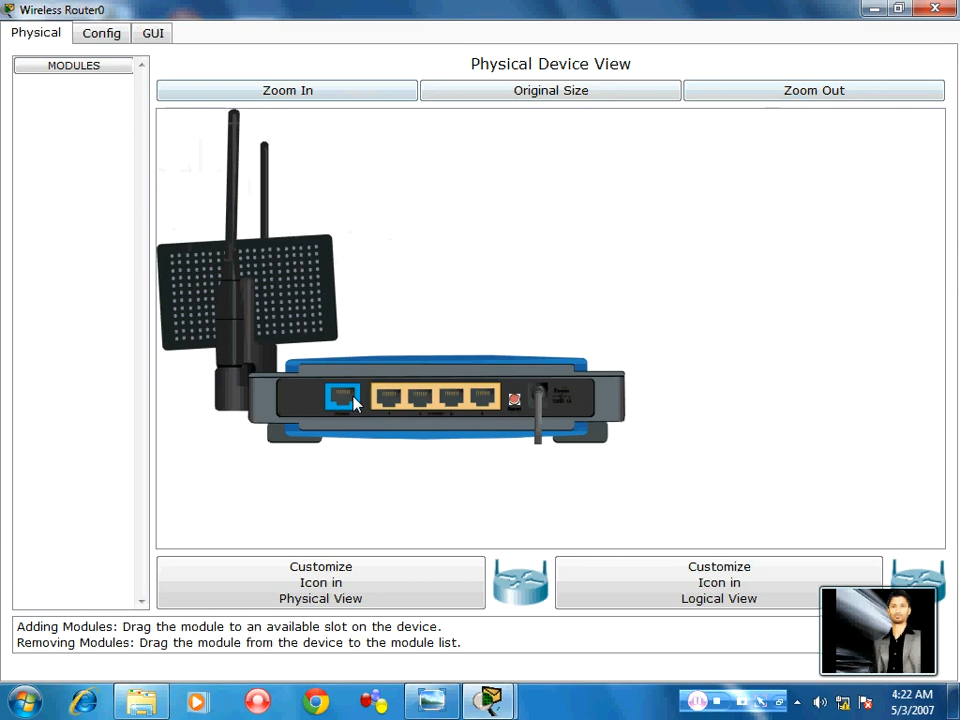 Wireless Router0
Physical
Config
GUI
MODULES
Physical Device View
Zoom In
Original Size
Zoom Out
Customize
Icon in
Physical View
Customize
Icon in
Logical View
Adding Modules: Drag the module to an available slot on the device.
Removing Modules: Drag the module from the device to the module list.
4:22 AM
5/3/2007